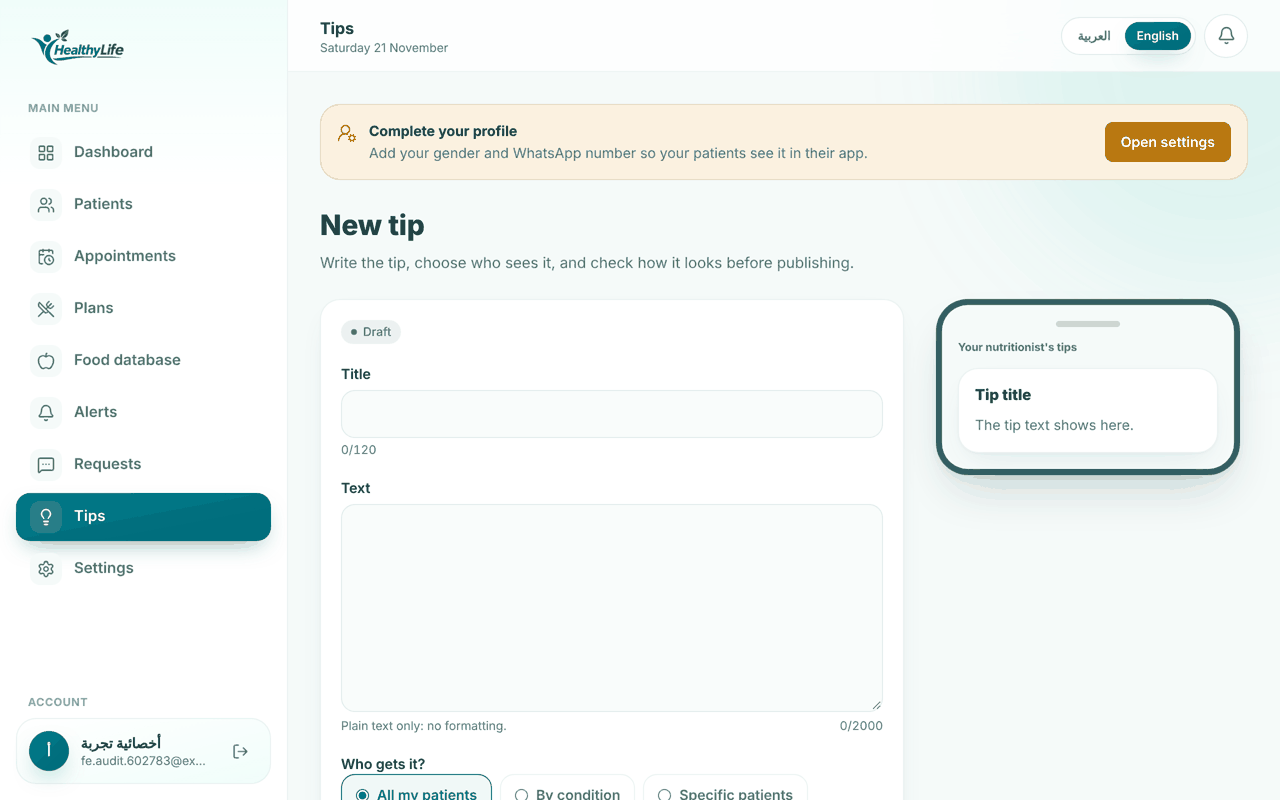 HealthyLife
MAIN MENU
Dashboard
Patients
Appointments
Plans
Food database
Alerts
Requests
Tips
Settings
ACCOUNT
أ
أخصائية تجربة
fe.audit.602783@ex...
Tips
Saturday 21 November
العربية
English
Complete your profile
Add your gender and WhatsApp number so your patients see it in their app.
Open settings
New tip
Write the tip, choose who sees it, and check how it looks before publishing.
Draft
Title
0/120
Text
Plain text only: no formatting.
0/2000
Who gets it?
All my patients
By condition
Specific patients
Your nutritionist's tips
Tip title
The tip text shows here.